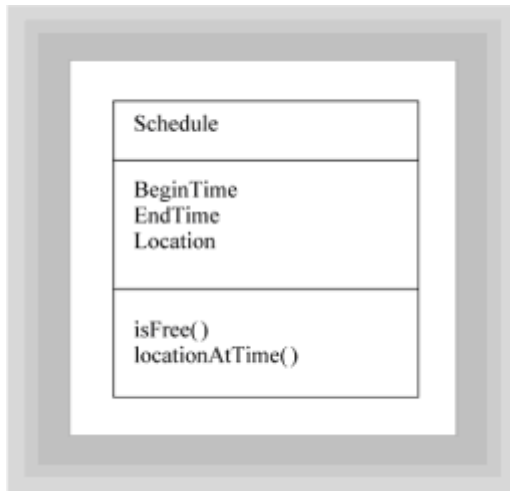 Schedule
BeginTime
EndTime
Location
isFree()
locationAtTime()